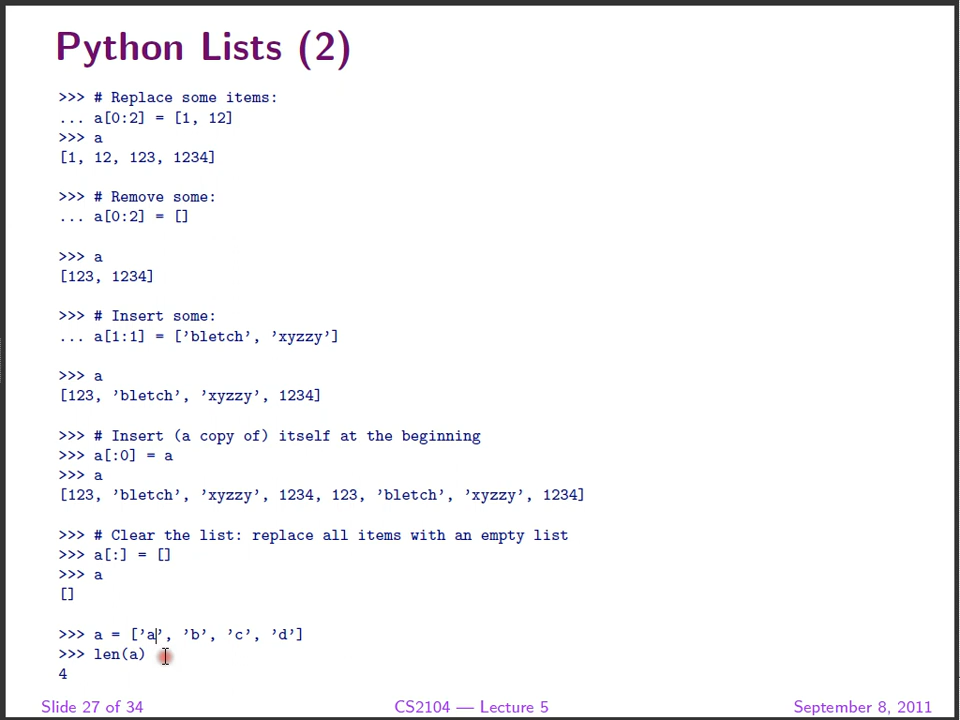 Python Lists (2)
>>> # Replace some items:
... a[0:2] = [1, 12]
>>> a
[1, 12, 123, 1234]
>>> # Remove some:
... a[0:2] = []
>>> a
[123, 1234]
>>> # Insert some:
... a[1:1] = [’bletch’, ’xyzzy’]
>>> a
[123, ’bletch’, ’xyzzy’, 1234]
>>> # Insert (a copy of) itself at the beginning
>>> a[:0] = a
>>> a
[123, ’bletch’, ’xyzzy’, 1234, 123, ’bletch’, ’xyzzy’, 1234]
>>> # Clear the list: replace all items with an empty list
>>> a[:] = []
>>> a
[]
>>> a = [’a’, ’b’, ’c’, ’d’]
>>> len(a)
4
Slide 27 of 34 CS2104 — Lecture 5 September 8, 2011